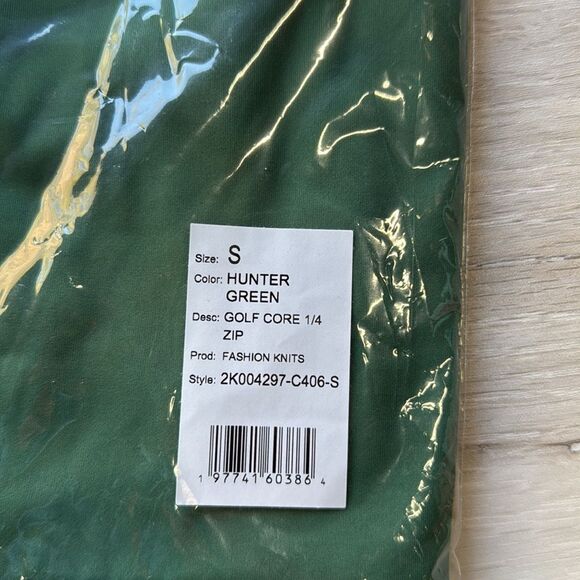 Size: S
Color: HUNTER
GREEN
Desc: GOLF CORE 1/4
ZIP
Prod: FASHION KNITS
Style: 2K004297-C406-S
1 97741 60386 4